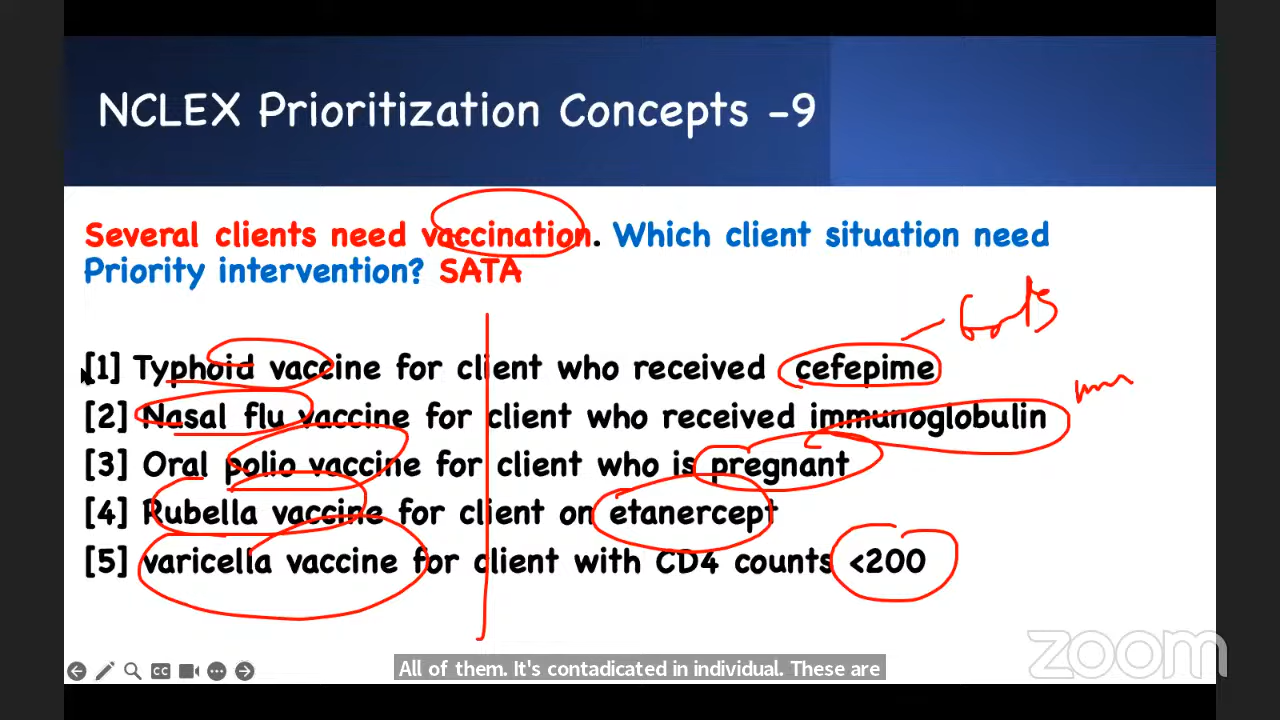 NCLEX Prioritization Concepts -9
Several clients need vaccination. Which client situation need
Priority intervention? SATA
[1] Typhoid vaccine for client who received cefepime
[2] Nasal flu vaccine for client who received immunoglobulin
[3] Oral polio vaccine for client who is pregnant
[4] Rubella vaccine for client on etanercept
[5] varicella vaccine for client with CD4 counts <200
CC
All of them. It's contadicated in individual. These are
zoom